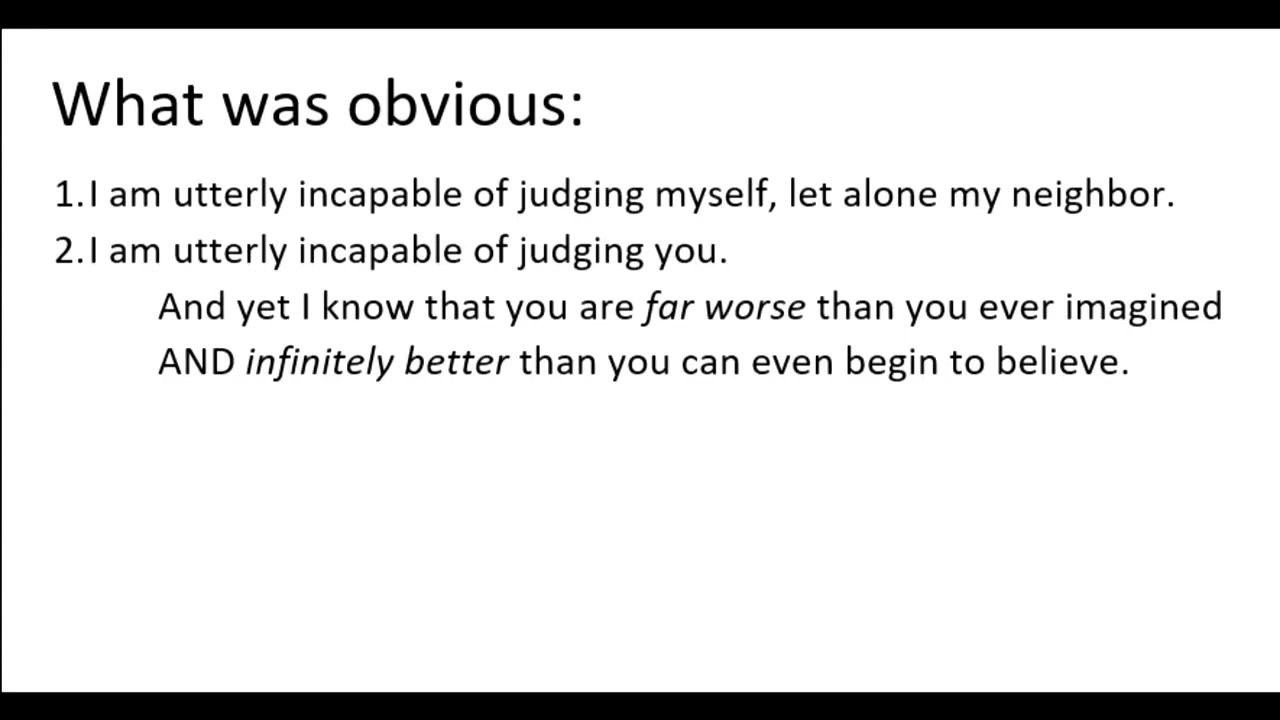 What was obvious:
1.I am utterly incapable of judging myself, let alone my neighbor.
2.I am utterly incapable of judging you.
And yet I know that you are far worse than you ever imagined
AND infinitely better than you can even begin to believe.